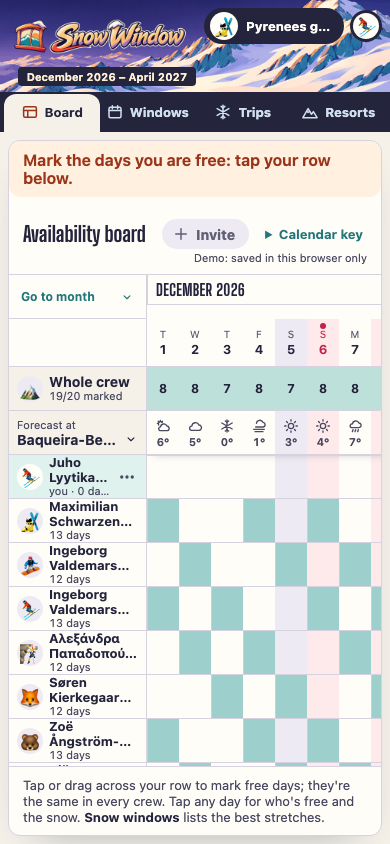 SnowWindow
Pyrenees g...
December 2026 – April 2027
Board
Windows
Trips
Resorts
Mark the days you are free: tap your row
below.
Availability board
Invite
Calendar key
Demo: saved in this browser only
Go to month
DECEMBER 2026
T W T F S S M
1 2 3 4 5 6 7
Whole crew
19/20 marked
8 8 7 8 7 8 8
Forecast at
Baqueira-Be...
6° 5° 0° 1° 3° 4° 7°
Juho
Lyytika...
you · 0 da...
Maximilian
Schwarzen...
13 days
Ingeborg
Valdemars...
12 days
Ingeborg
Valdemars...
13 days
Αλεξάνδρα
Παπαδοπού...
12 days
Søren
Kierkegaar...
12 days
Zoë
Ångström-...
13 days
Tap or drag across your row to mark free days; they're
the same in every crew. Tap any day for who's free and
the snow. Snow windows lists the best stretches.